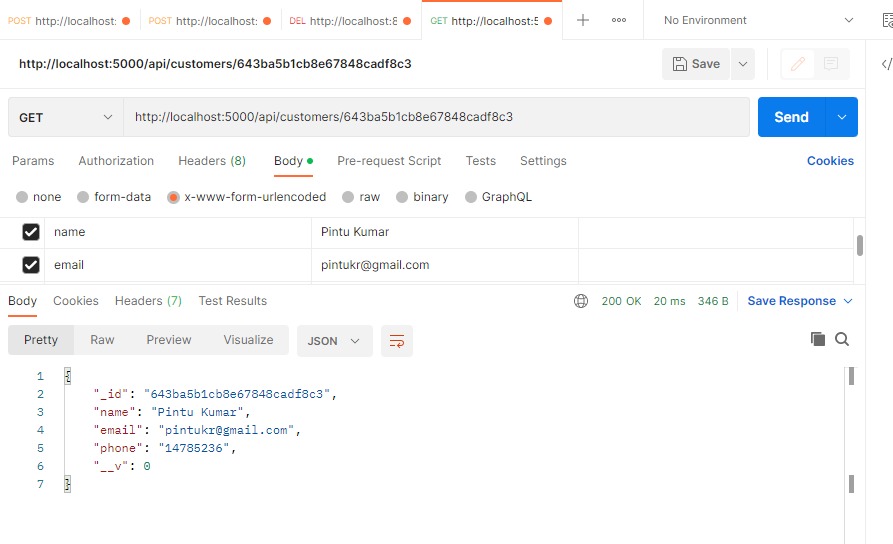 POST http://localhost: POST http://localhost: DEL http://localhost:8 GET http://localhost:5 No Environment
http://localhost:5000/api/customers/643ba5b1cb8e67848cadf8c3 Save
GET http://localhost:5000/api/customers/643ba5b1cb8e67848cadf8c3 Send
Params Authorization Headers (8) Body Pre-request Script Tests Settings Cookies
none form-data x-www-form-urlencoded raw binary GraphQL
name Pintu Kumar
email pintukr@gmail.com
Body Cookies Headers (7) Test Results 200 OK 20 ms 346 B Save Response
Pretty Raw Preview Visualize JSON
1 {
2 "_id": "643ba5b1cb8e67848cadf8c3",
3 "name": "Pintu Kumar",
4 "email": "pintukr@gmail.com",
5 "phone": "14785236",
6 "__v": 0
7 }